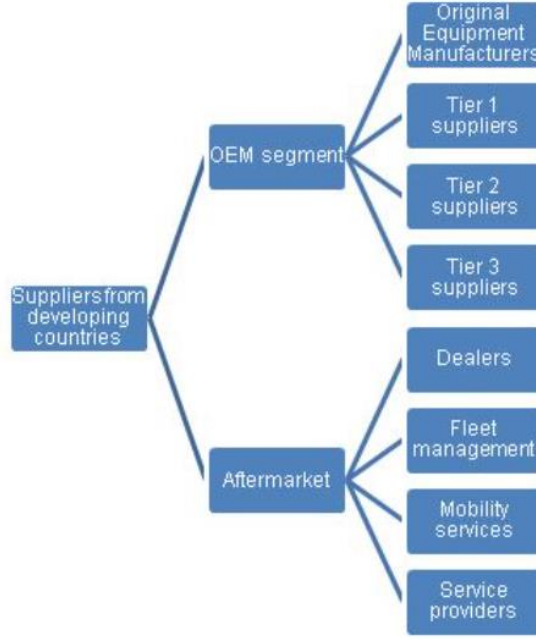 Original
Equipment
Manufacturers
Tier 1
suppliers
OEM segment
Tier 2
suppliers
Tier 3
suppliers
Suppliers from
developing
countries
Dealers
Fleet
management
Aftermarket
Mobility
services
Service
providers